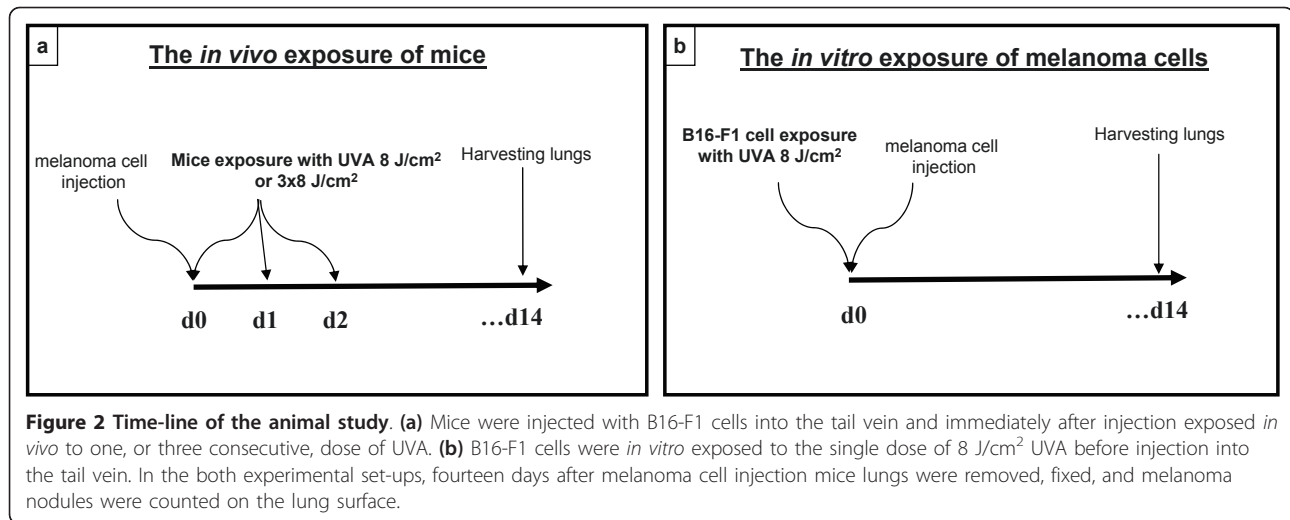 a
The in vivo exposure of mice
melanoma cell
injection
Mice exposure with UVA 8 J/cm²
or 3x8 J/cm²
Harvesting lungs
d0
d1
d2
...d14
b
The in vitro exposure of melanoma cells
B16-F1 cell exposure
with UVA 8 J/cm²
melanoma cell
injection
Harvesting lungs
d0
...d14
Figure 2 Time-line of the animal study. (a) Mice were injected with B16-F1 cells into the tail vein and immediately after injection exposed in
vivo to one, or three consecutive, dose of UVA. (b) B16-F1 cells were in vitro exposed to the single dose of 8 J/cm² UVA before injection into
the tail vein. In the both experimental set-ups, fourteen days after melanoma cell injection mice lungs were removed, fixed, and melanoma
nodules were counted on the lung surface.